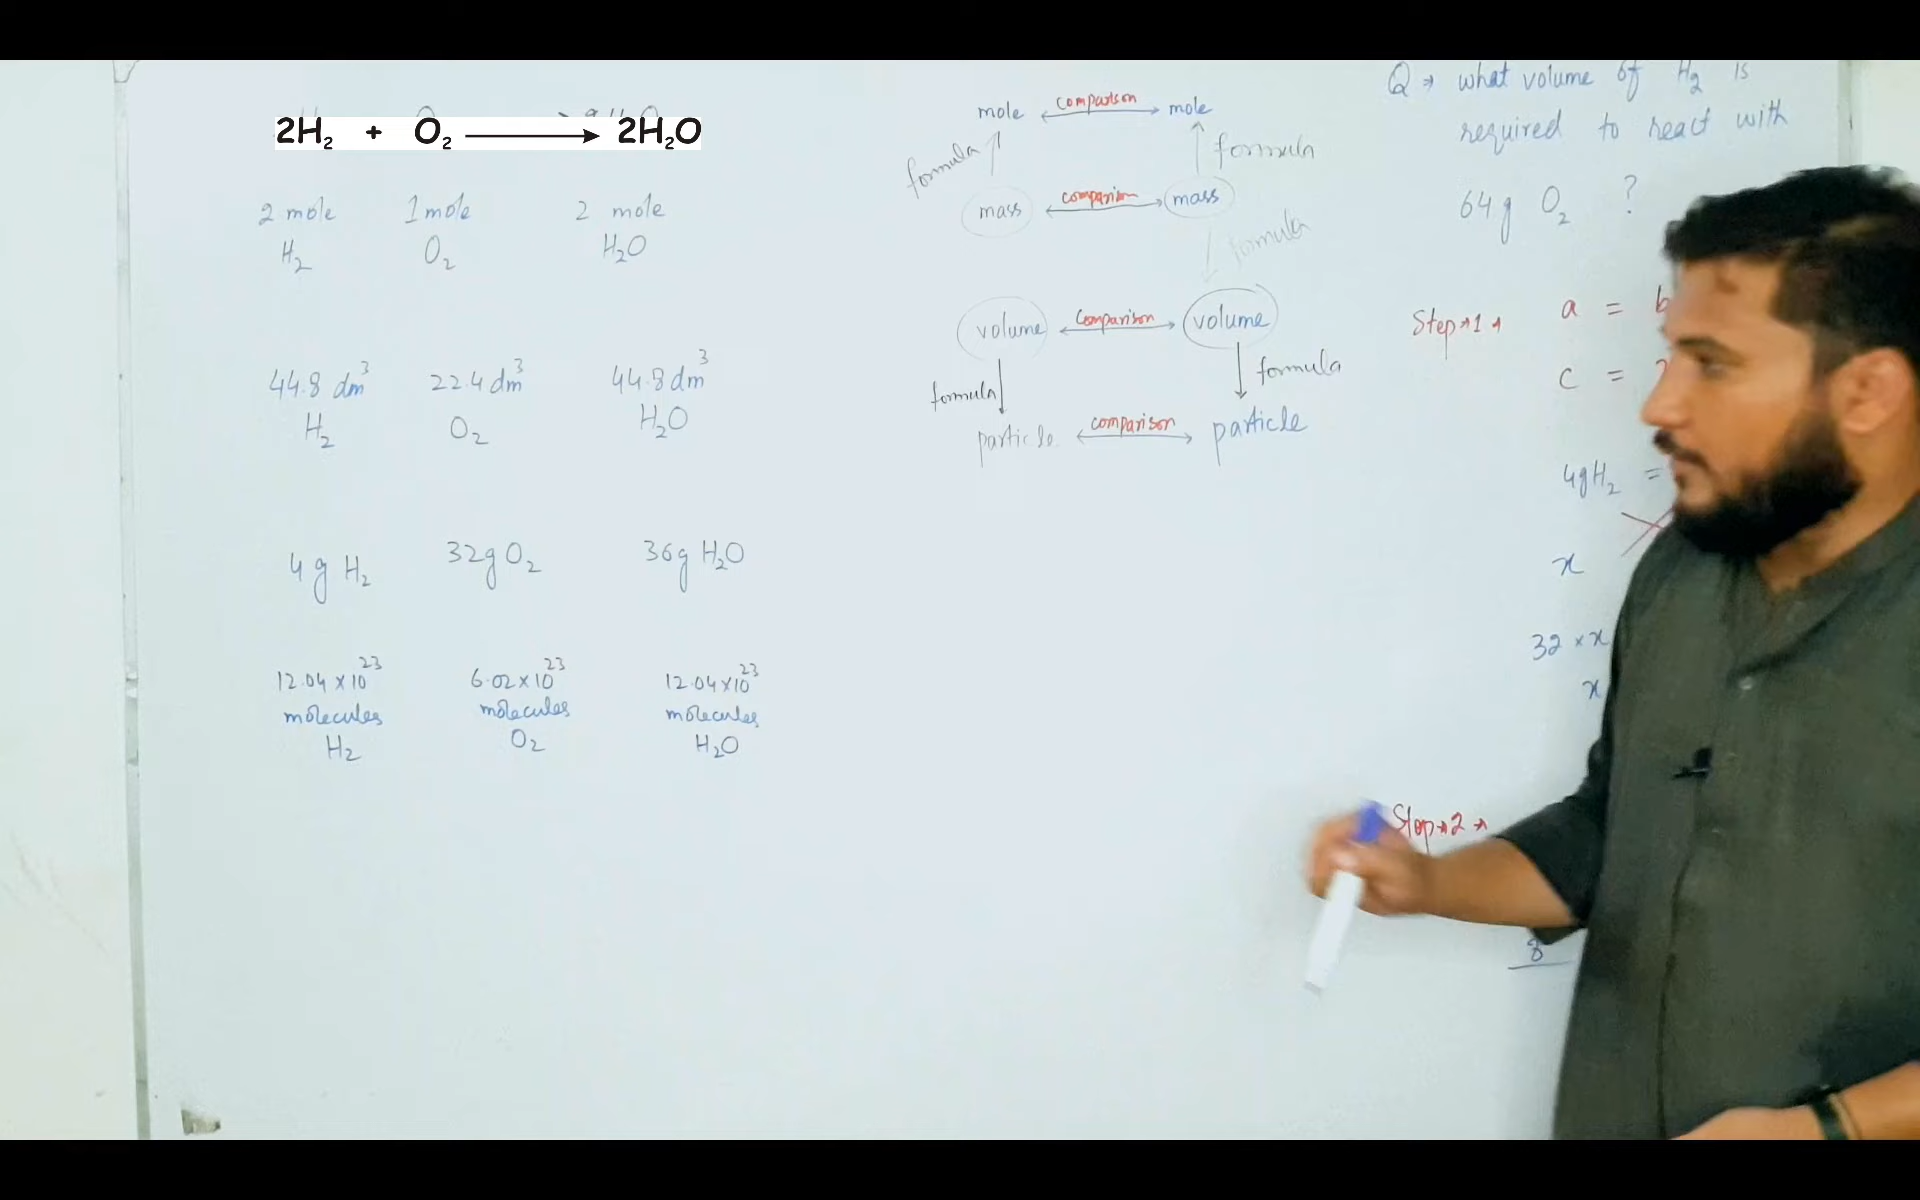 2H₂ + O₂ ⟶ 2H₂O
2 mole 1 mole 2 mole
H₂ O₂ H₂O
44.8 dm³ 22.4 dm³ 44.8 dm³
H₂ O₂ H₂O
4g H₂ 32g O₂ 36g H₂O
12.04 × 10²³ 6.02 × 10²³ 12.04 × 10²³
molecules molecules molecules
H₂ O₂ H₂O
mole ⟷ comparison mole
formula formula
mass ⟷ comparison mass
formula
volume ⟷ comparison volume
formula formula
particle ⟷ comparison particle
Q → what volume of H₂ is
required to react with
64g O₂ ?
Step → 1 → a = b
c =
4gH₂ =
x
32 × x
x
Step → 2 →
8